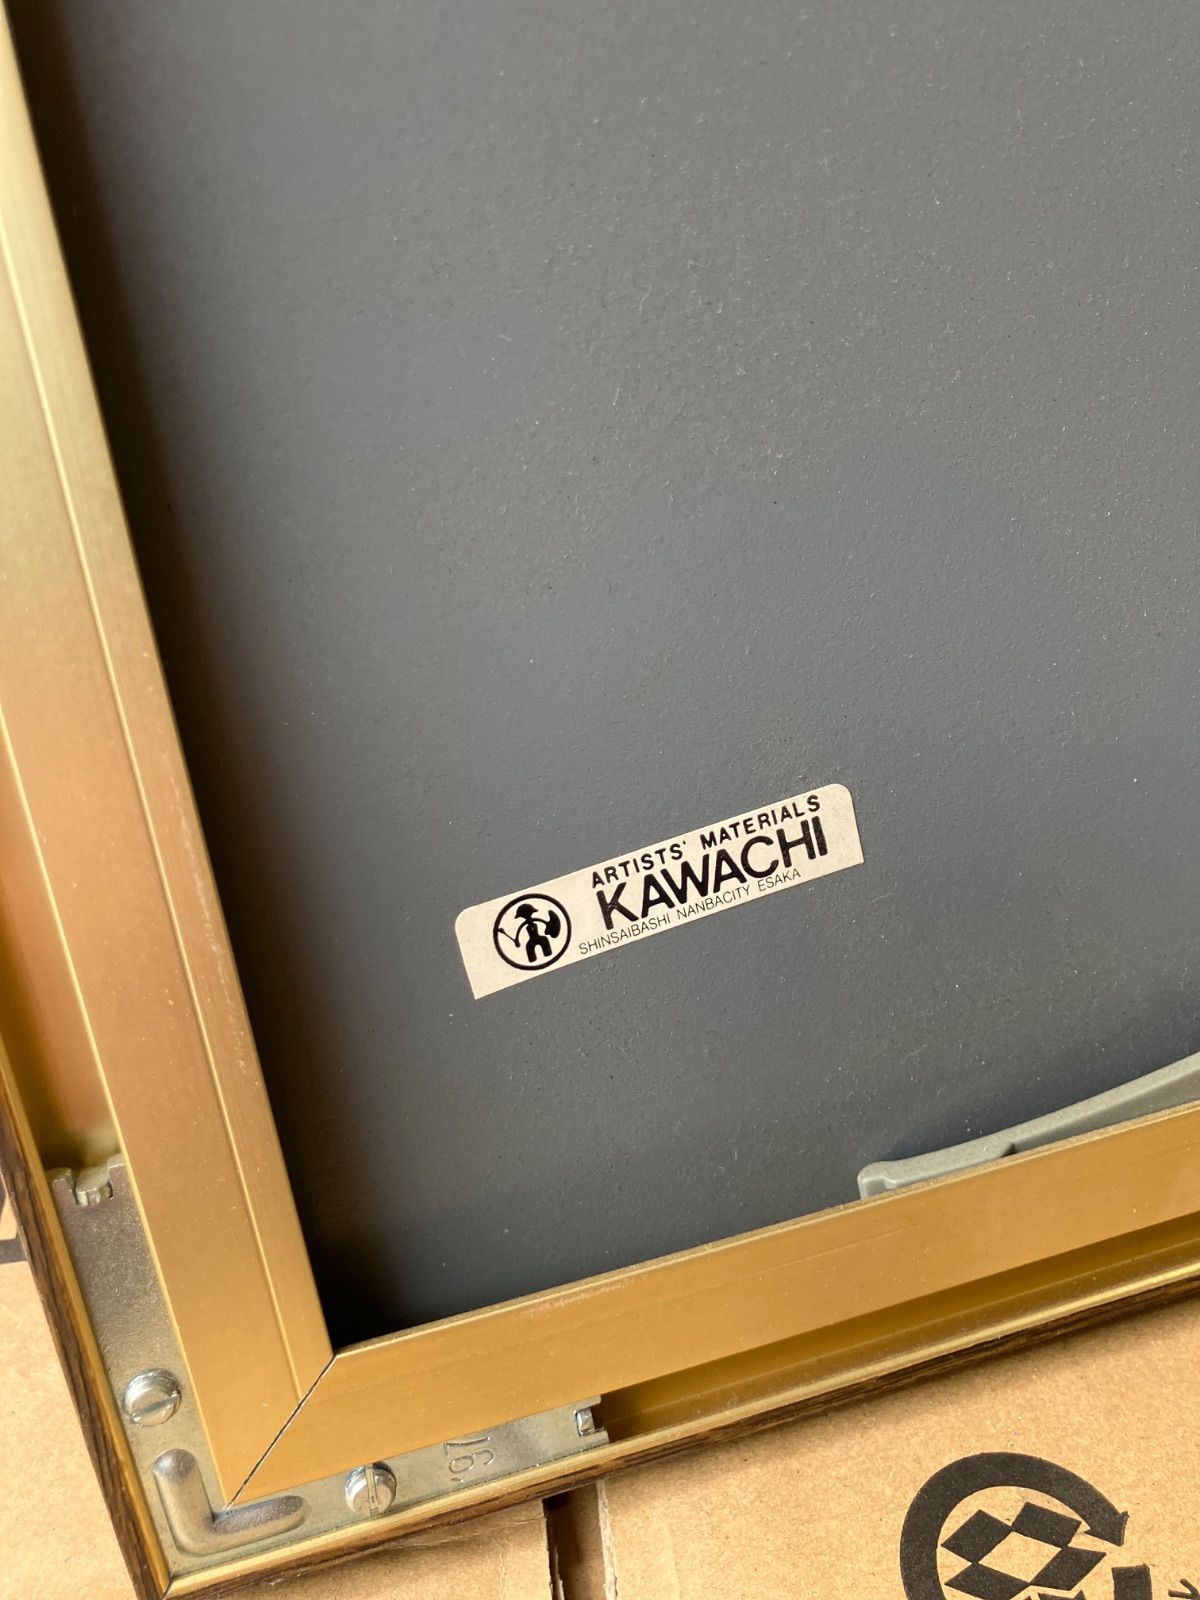 ARTISTS' MATERIALS
KAWACHI
SHINSAIBASHI NANBACITY ESAKA
'97